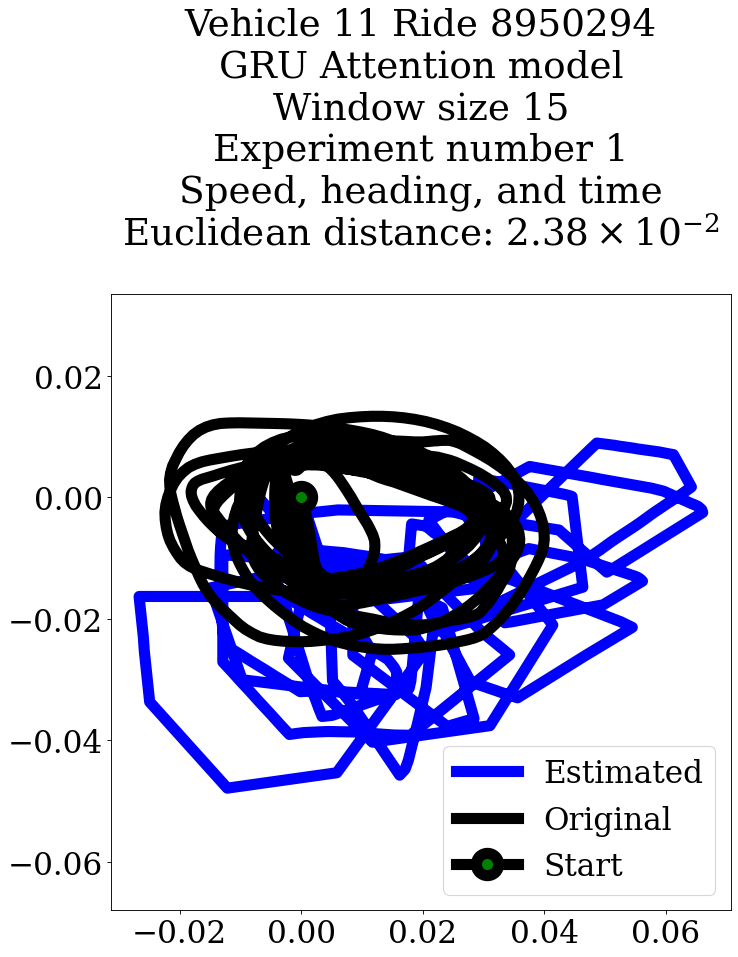 Vehicle 11 Ride 8950294
GRU Attention model
Window size 15
Experiment number 1
Speed, heading, and time
Euclidean distance: 2.38 × 10⁻²
0.02
0.00
−0.02
−0.04
−0.06
Estimated
Original
Start
−0.02 0.00 0.02 0.04 0.06